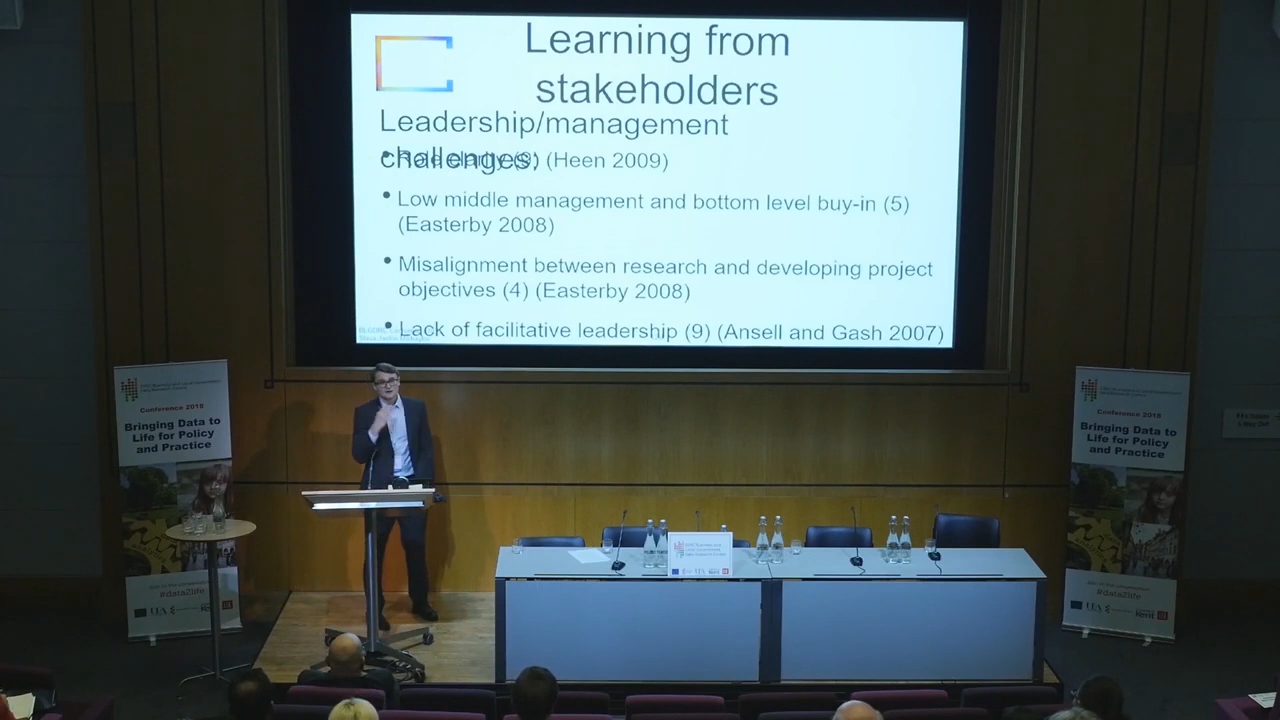 Learning from
stakeholders
Leadership/management
challenges:
• Role clarity (8) (Heen 2009)
• Low middle management and bottom level buy-in (5)
(Easterby 2008)
• Misalignment between research and developing project
objectives (4) (Easterby 2008)
• Lack of facilitative leadership (9) (Ansell and Gash 2007)
Conference 2018
Bringing Data to
Life for Policy
and Practice
#data2life
Conference 2018
Bringing Data to
Life for Policy
and Practice
#data2life